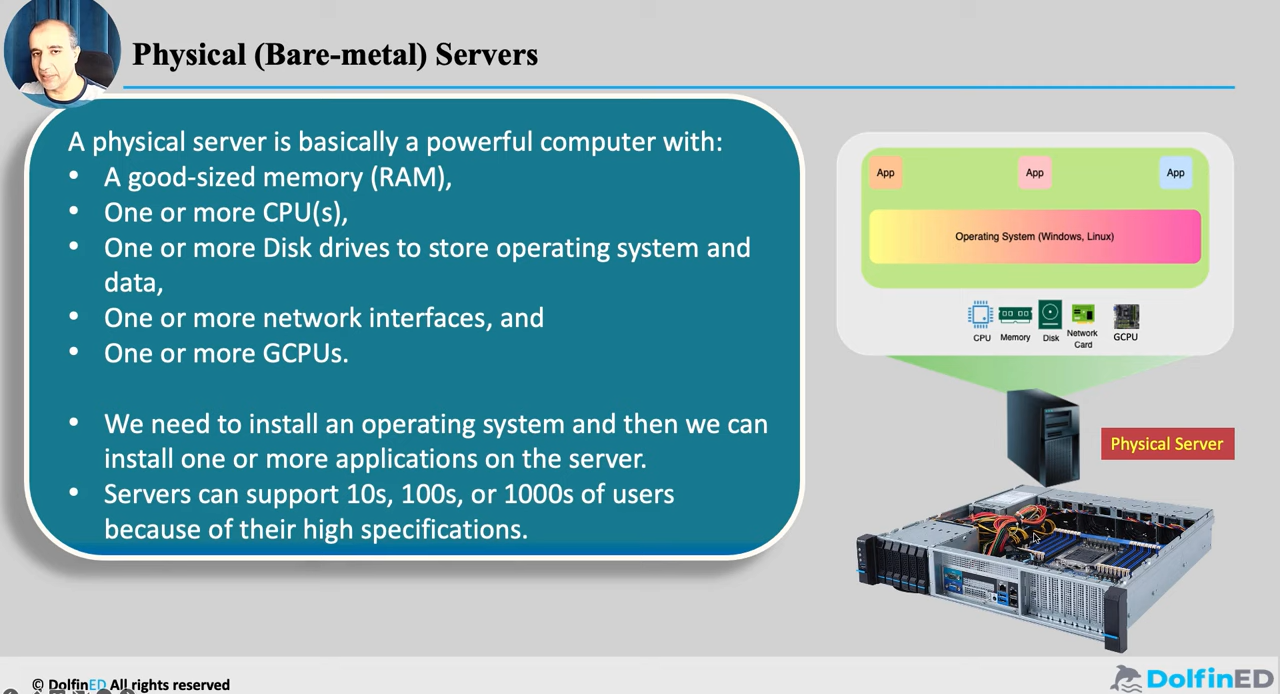 Physical (Bare-metal) Servers
A physical server is basically a powerful computer with:
• A good-sized memory (RAM),
• One or more CPU(s),
• One or more Disk drives to store operating system and
data,
• One or more network interfaces, and
• One or more GCPUs.
• We need to install an operating system and then we can
install one or more applications on the server.
• Servers can support 10s, 100s, or 1000s of users
because of their high specifications.
App
App
App
Operating System (Windows, Linux)
CPU
Memory
Disk
Network
Card
GCPU
Physical Server
© DolfinED All rights reserved
DolfinED